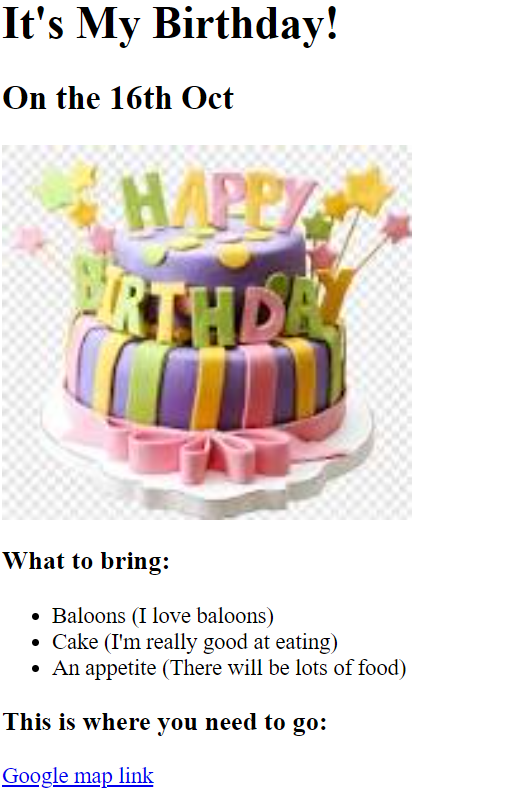 It's My Birthday!
On the 16th Oct
HAPPY
BIRTHDAY
What to bring:
Baloons (I love baloons)
Cake (I'm really good at eating)
An appetite (There will be lots of food)
This is where you need to go:
Google map link